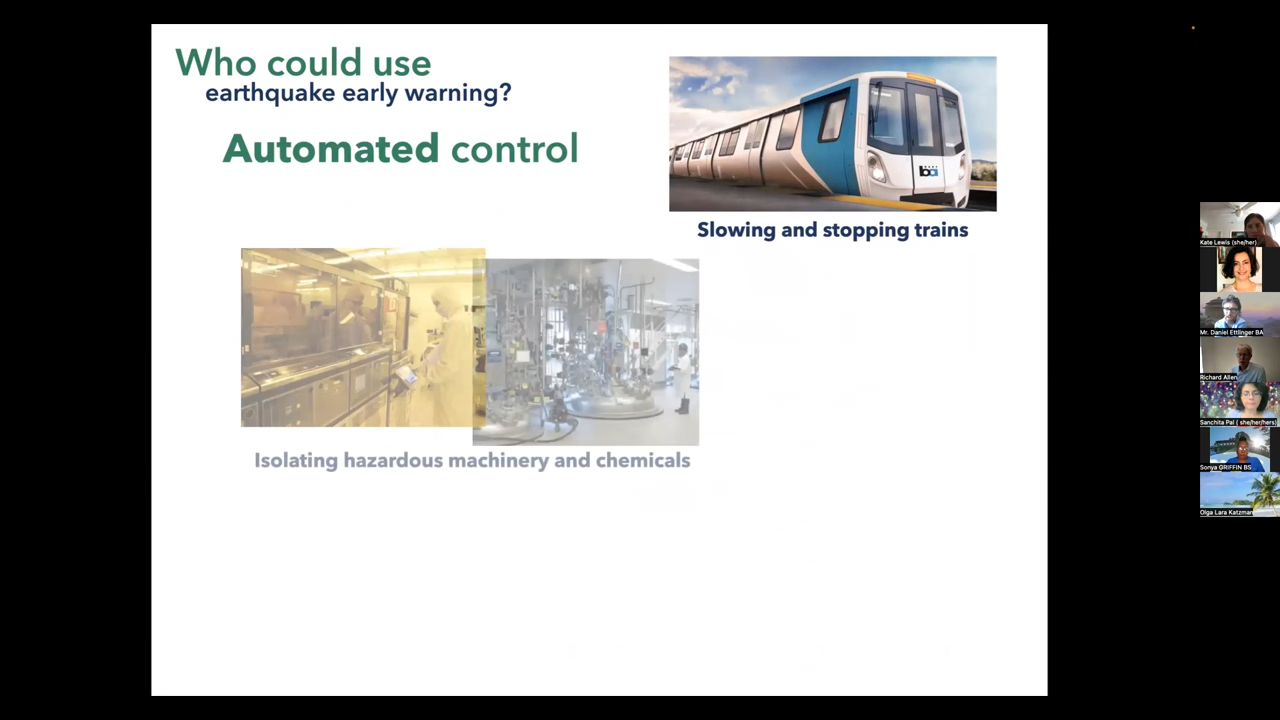 Who could use
earthquake early warning?
Automated control
ba
Slowing and stopping trains
Isolating hazardous machinery and chemicals
Kate Lewis (she/her)
Mr. Daniel Ettlinger BA
Richard Allen
Sanchita Pal ( she/her/hers)
Sonya GRIFFIN BS
Olga Lara Katzman